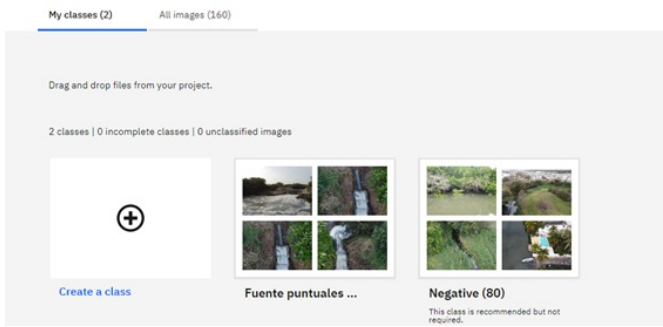 My classes (2)
All images (160)
Drag and drop files from your project.
2 classes | 0 incomplete classes | 0 unclassified images
Create a class
Fuente puntuales ...
Negative (80)
This class is recommended but not
required.